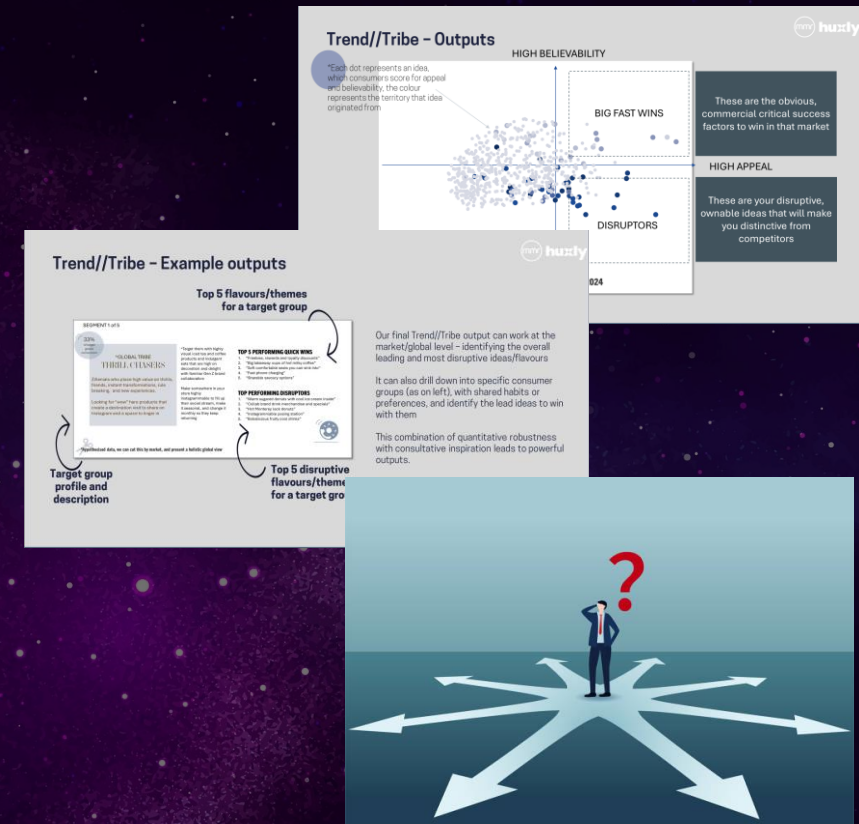 Trend//Tribe – Outputs
mmr huxly
HIGH BELIEVABILITY
*Each dot represents an idea,
which consumers score for appeal
and believability, the colour
represents the territory that idea
originated from
BIG FAST WINS
These are the obvious,
commercial critical success
factors to win in that market
HIGH APPEAL
DISRUPTORS
These are your disruptive,
ownable ideas that will make
you distinctive from
competitors
024
Trend//Tribe – Example outputs
mmr huxly
Top 5 flavours/themes
for a target group
SEGMENT 1 of 5
"GLOBAL TRIBE
THRILL CHASERS
TOP 5 PERFORMING QUICK WINS
TOP PERFORMING DISRUPTORS
Target group
profile and
description
Top 5 disruptive
flavours/theme
for a target gro
Our final Trend//Tribe output can work at the
market/global level – identifying the overall
leading and most disruptive ideas/flavours
It can also drill down into specific consumer
groups (as on left), with shared habits or
preferences, and identify the lead ideas to win
with them
This combination of quantitative robustness
with consultative inspiration leads to powerful
outputs.
?